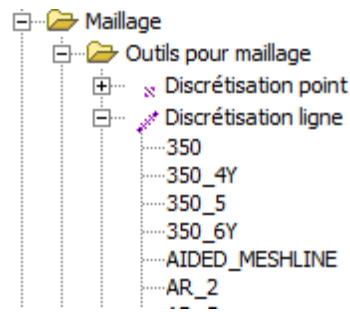 Maillage
Outils pour maillage
Discrétisation point
Discrétisation ligne
350
350_4Y
350_5
350_6Y
AIDED_MESHLINE
AR_2